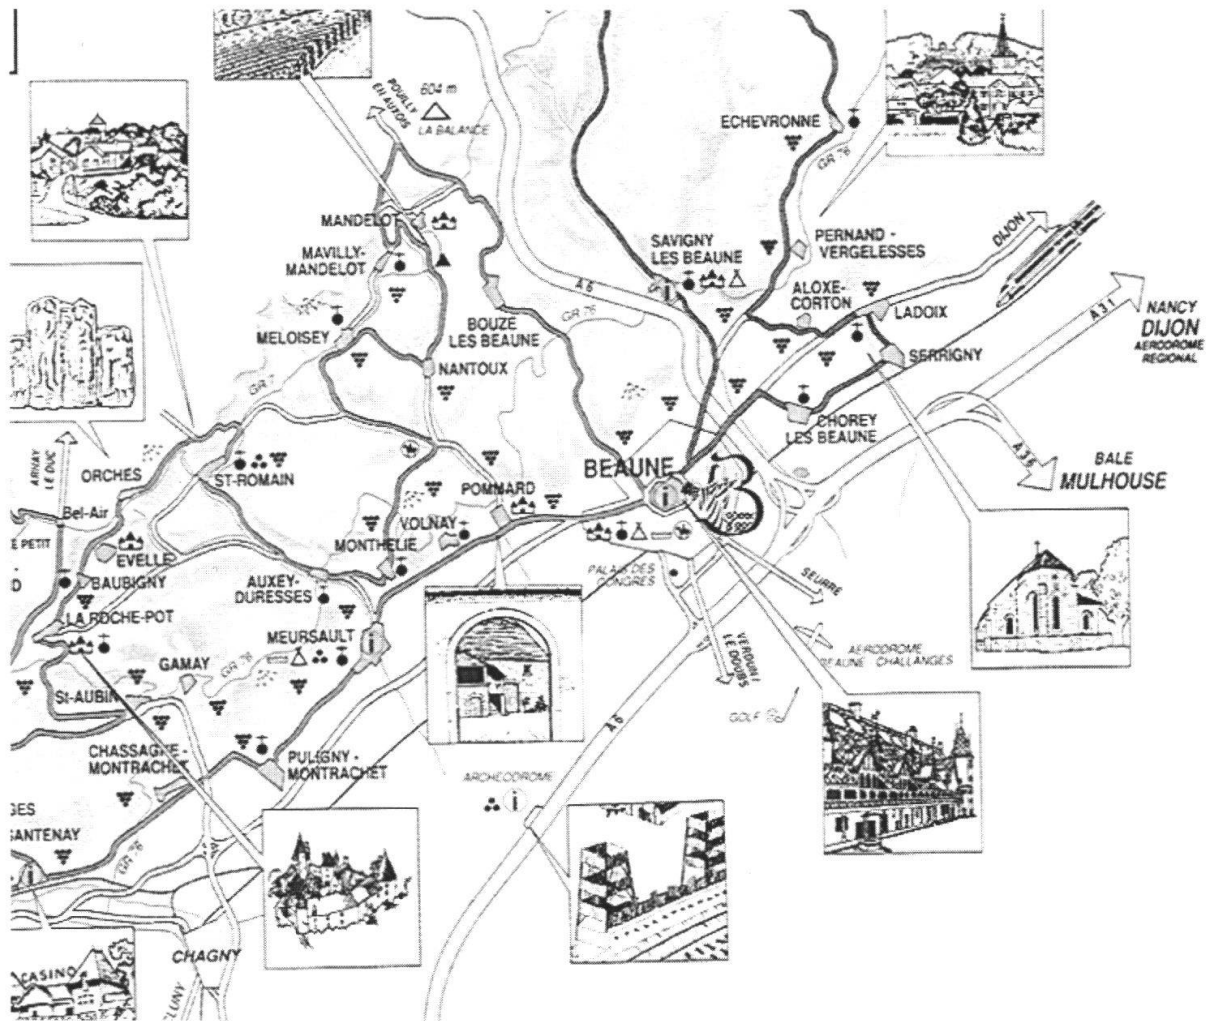 POUILLY
EN AUXOIS
604 m
LA BALANCE
ECHEVRONNE
GR 76
MANDELOT
MAVILLY-
MANDELOT
SAVIGNY
LES BEAUNE
PERNAND -
VERGELESSES
DIJON
A 6
GR 76
ALOXE-
CORTON
LADOIX
A 31
NANCY
DIJON
AERODROME
REGIONAL
MELOISEY
BOUZE
LES BEAUNE
NANTOUX
SERRIGNY
GR 7
CHOREY
LES BEAUNE
A 36
BALE
MULHOUSE
ARNAY
LE DUC
ORCHES
ST-ROMAIN
BEAUNE
POMMARD
Bel-Air
VOLNAY
MONTHELIE
E PETIT
EVELLE
BAUBIGNY
D
AUXEY-
DURESSES
PALAIS DES
CONGRES
SEURRE
LA ROCHE-POT
MEURSAULT
VERDUN /
LE DOUBS
AERODROME
BEAUNE CHALLANGES
GAMAY
GR 76
St-AUBIN
GOLF
A 6
CHASSAGNE-
MONTRACHET
PULIGNY -
MONTRACHET
ARCHEODROME
GES
SANTENAY
GR 76
CHAGNY
CASINO
CLUNY